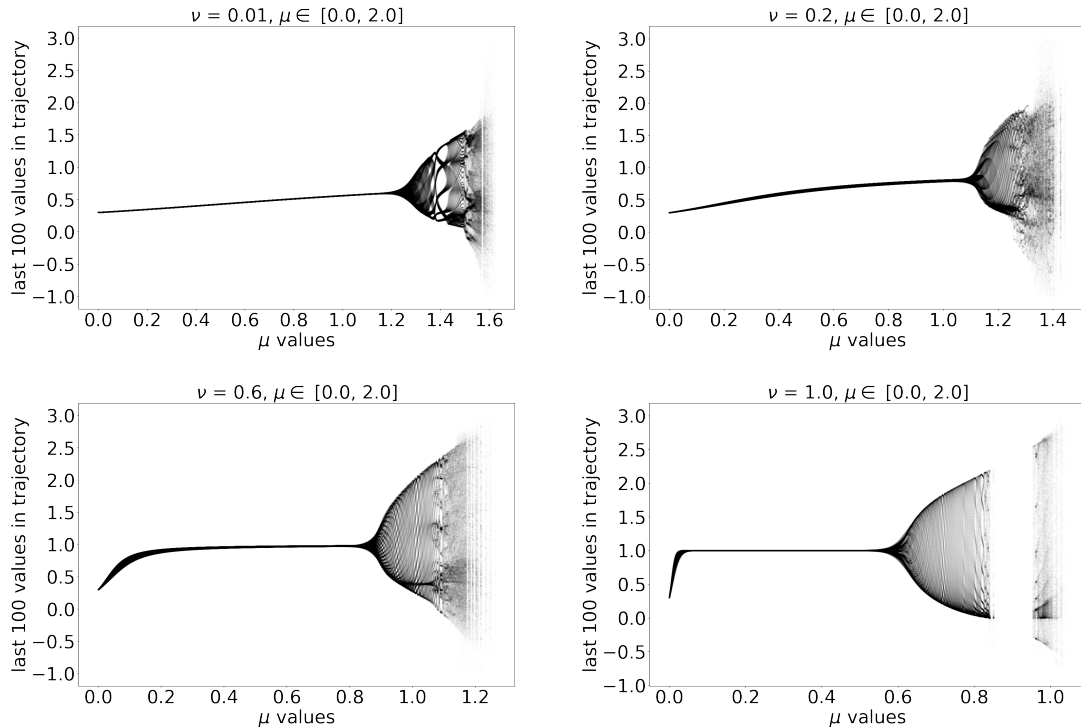 ν = 0.01, μ ∈ [0.0, 2.0]
last 100 values in trajectory
3.0
2.5
2.0
1.5
1.0
0.5
0.0
−0.5
−1.0
0.0 0.2 0.4 0.6 0.8 1.0 1.2 1.4 1.6
μ values
ν = 0.2, μ ∈ [0.0, 2.0]
last 100 values in trajectory
3.0
2.5
2.0
1.5
1.0
0.5
0.0
−0.5
−1.0
0.0 0.2 0.4 0.6 0.8 1.0 1.2 1.4
μ values
ν = 0.6, μ ∈ [0.0, 2.0]
last 100 values in trajectory
3.0
2.5
2.0
1.5
1.0
0.5
0.0
−0.5
−1.0
0.0 0.2 0.4 0.6 0.8 1.0 1.2
μ values
ν = 1.0, μ ∈ [0.0, 2.0]
last 100 values in trajectory
3.0
2.5
2.0
1.5
1.0
0.5
0.0
−0.5
−1.0
0.0 0.2 0.4 0.6 0.8 1.0
μ values